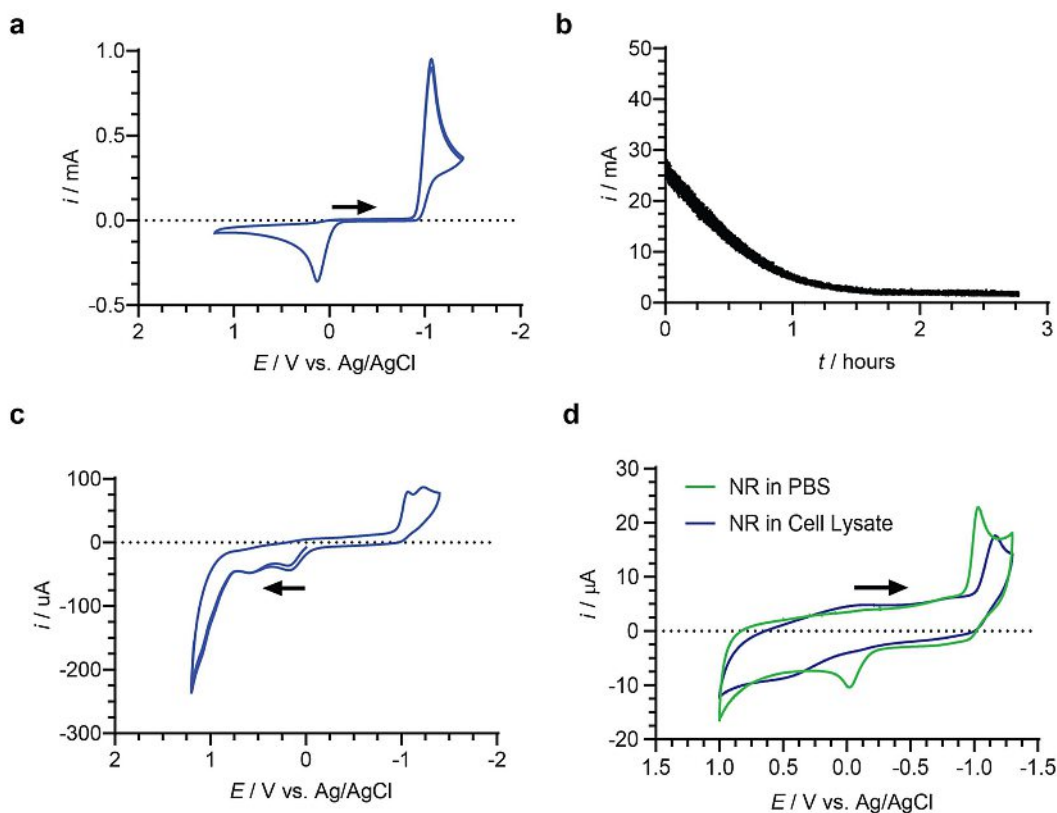 a
1.0
0.5
0.0
-0.5
i / mA
2 1 0 -1 -2
E / V vs. Ag/AgCl
b
50
40
30
20
10
0
i / mA
0 1 2 3
t / hours
c
100
0
-100
-200
-300
i / uA
2 1 0 -1 -2
E / V vs. Ag/AgCl
d
30
20
10
0
-10
-20
i / μA
NR in PBS
NR in Cell Lysate
1.5 1.0 0.5 0.0 -0.5 -1.0 -1.5
E / V vs. Ag/AgCl